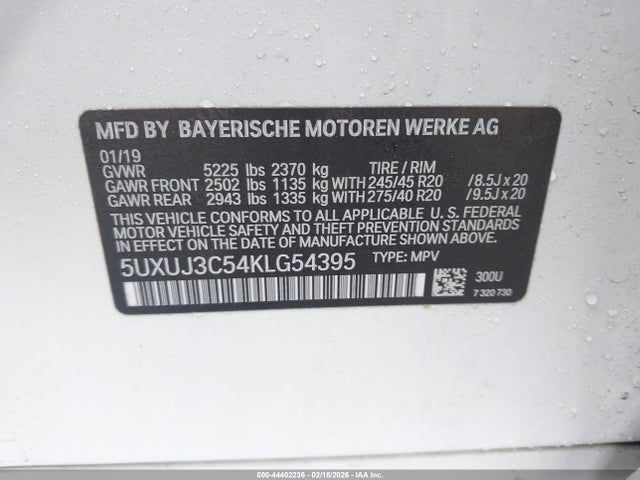 MFD BY BAYERISCHE MOTOREN WERKE AG
01/19
GVWR 5225 lbs 2370 kg TIRE / RIM
GAWR FRONT 2502 lbs 1135 kg WITH 245/45 R20 / 8.5J x 20
GAWR REAR 2943 lbs 1335 kg WITH 275/40 R20 / 9.5J x 20
THIS VEHICLE CONFORMS TO ALL APPLICABLE U. S. FEDERAL
MOTOR VEHICLE SAFETY, BUMPER, AND THEFT PREVENTION
STANDARDS IN EFFECT ON THE DATE OF MANUFACTURE SHOWN ABOVE.
5UXUJ3C54KLG54395 TYPE: MPV
300U
7 320 730
000-44402236 - 02/18/2026 - IAA Inc.